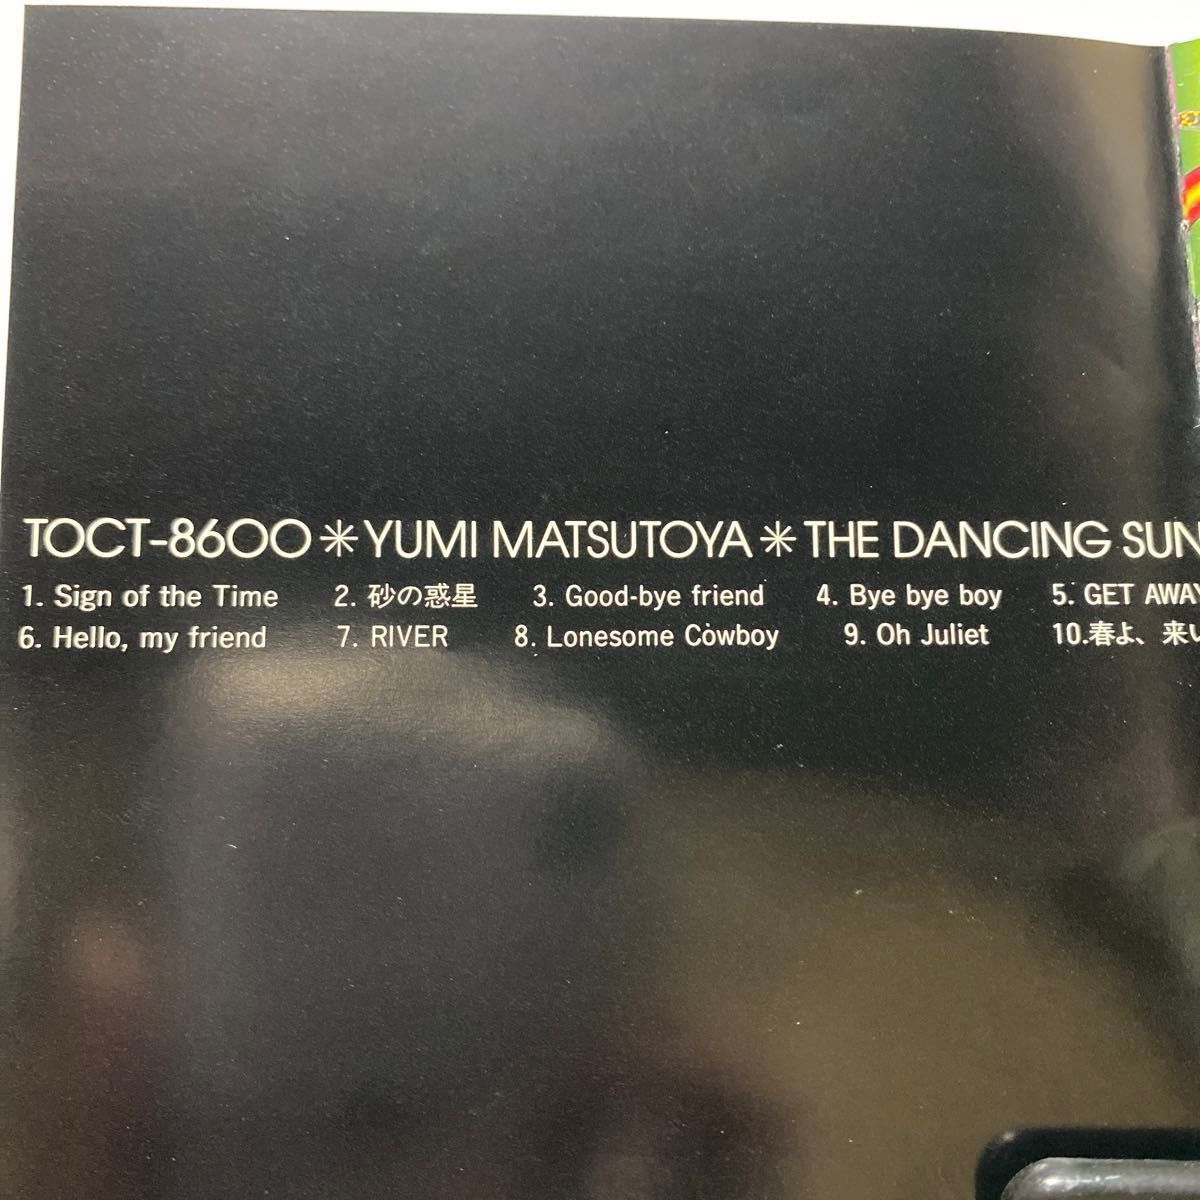 TOCT-8600＊YUMI MATSUTOYA＊THE DANCING SUN
1. Sign of the Time 2. 砂の惑星 3. Good-bye friend 4. Bye bye boy 5. GET AWAY
6. Hello, my friend 7. RIVER 8. Lonesome Cowboy 9. Oh Juliet 10.春よ、来い